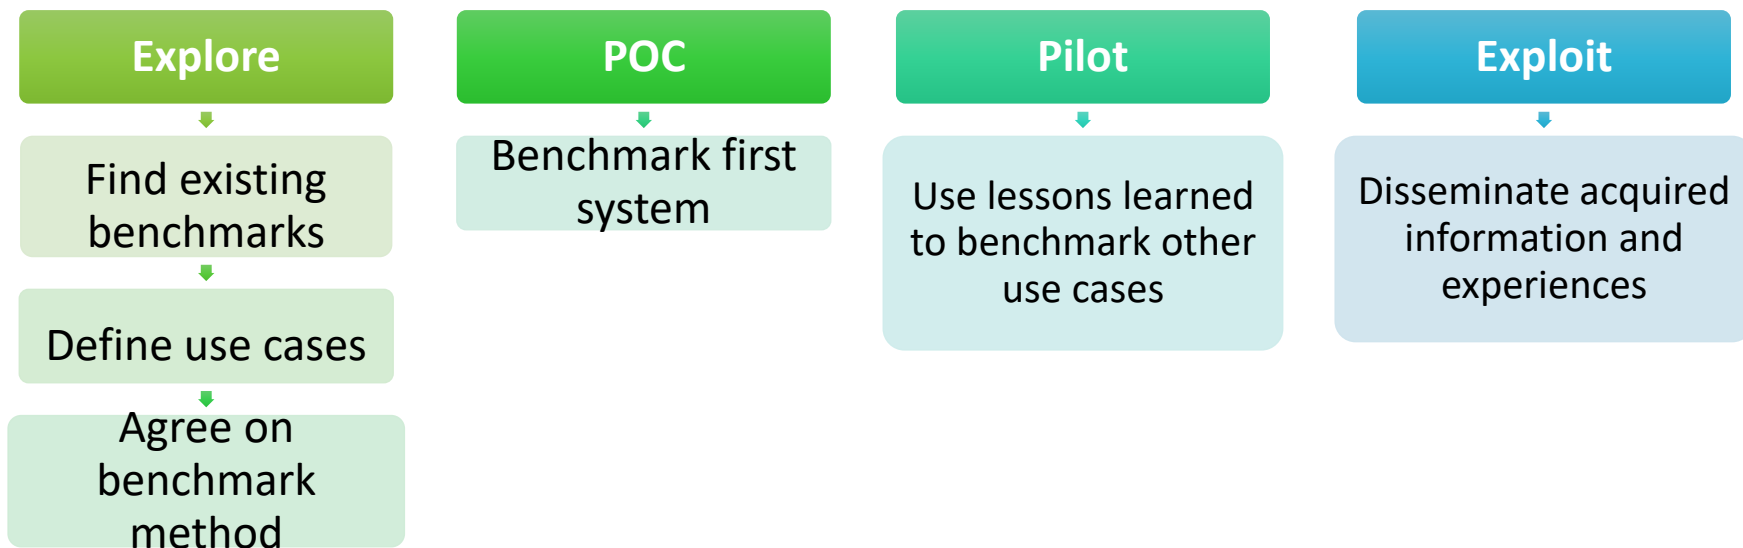 Explore
Find existing
benchmarks
Define use cases
Agree on
benchmark
method
POC
Benchmark first
system
Pilot
Use lessons learned
to benchmark other
use cases
Exploit
Disseminate acquired
information and
experiences